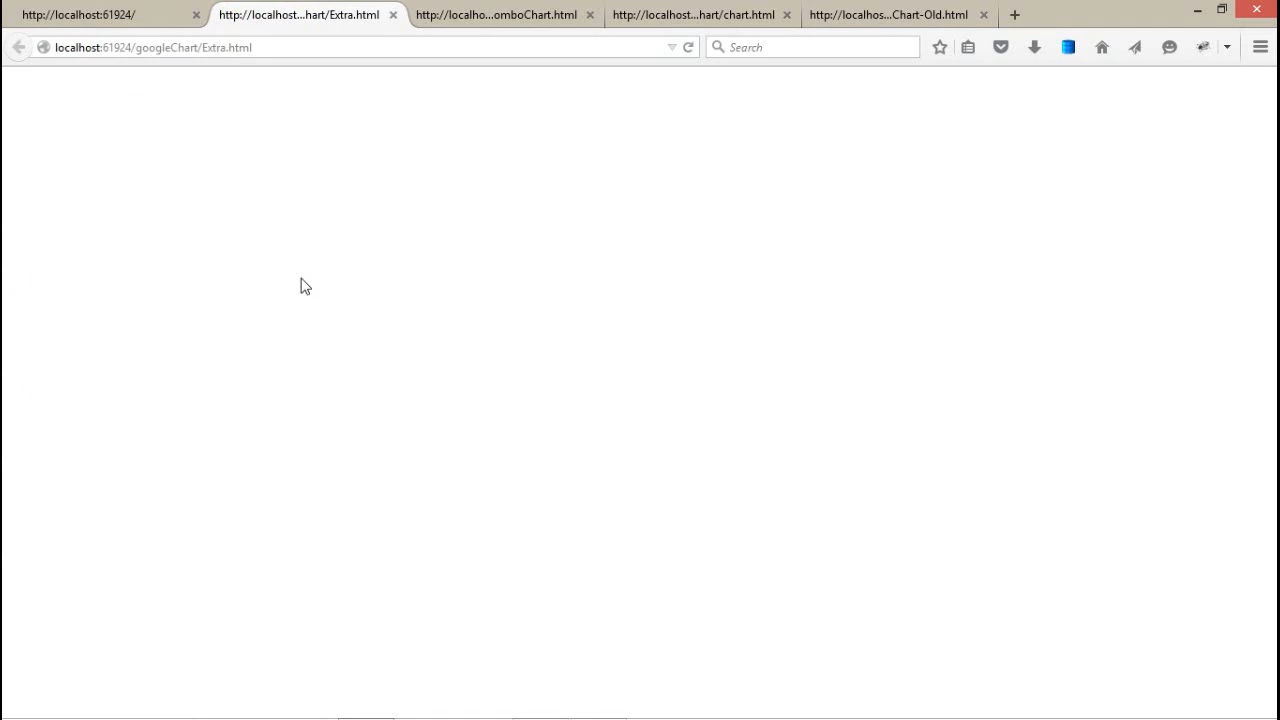 http://localhost:61924/
http://localhost...hart/Extra.html
http://localho...omboChart.html
http://localhost...hart/chart.html
http://localhos...Chart-Old.html
localhost:61924/googleChart/Extra.html
Search